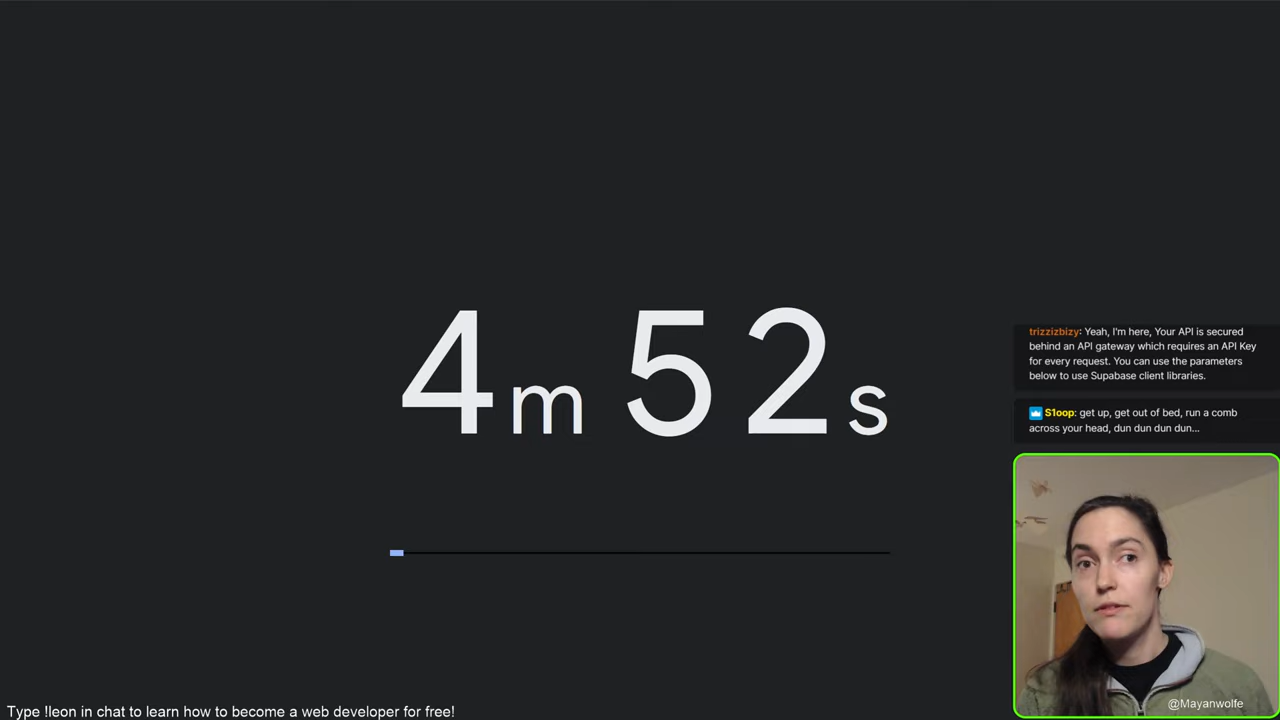 4m 52s
trizzizbizy: Yeah, I'm here, Your API is secured
behind an API gateway which requires an API Key
for every request. You can use the parameters
below to use Supabase client libraries.
S1oop: get up, get out of bed, run a comb
across your head, dun dun dun dun...
@Mayanwolfe
Type !leon in chat to learn how to become a web developer for free!